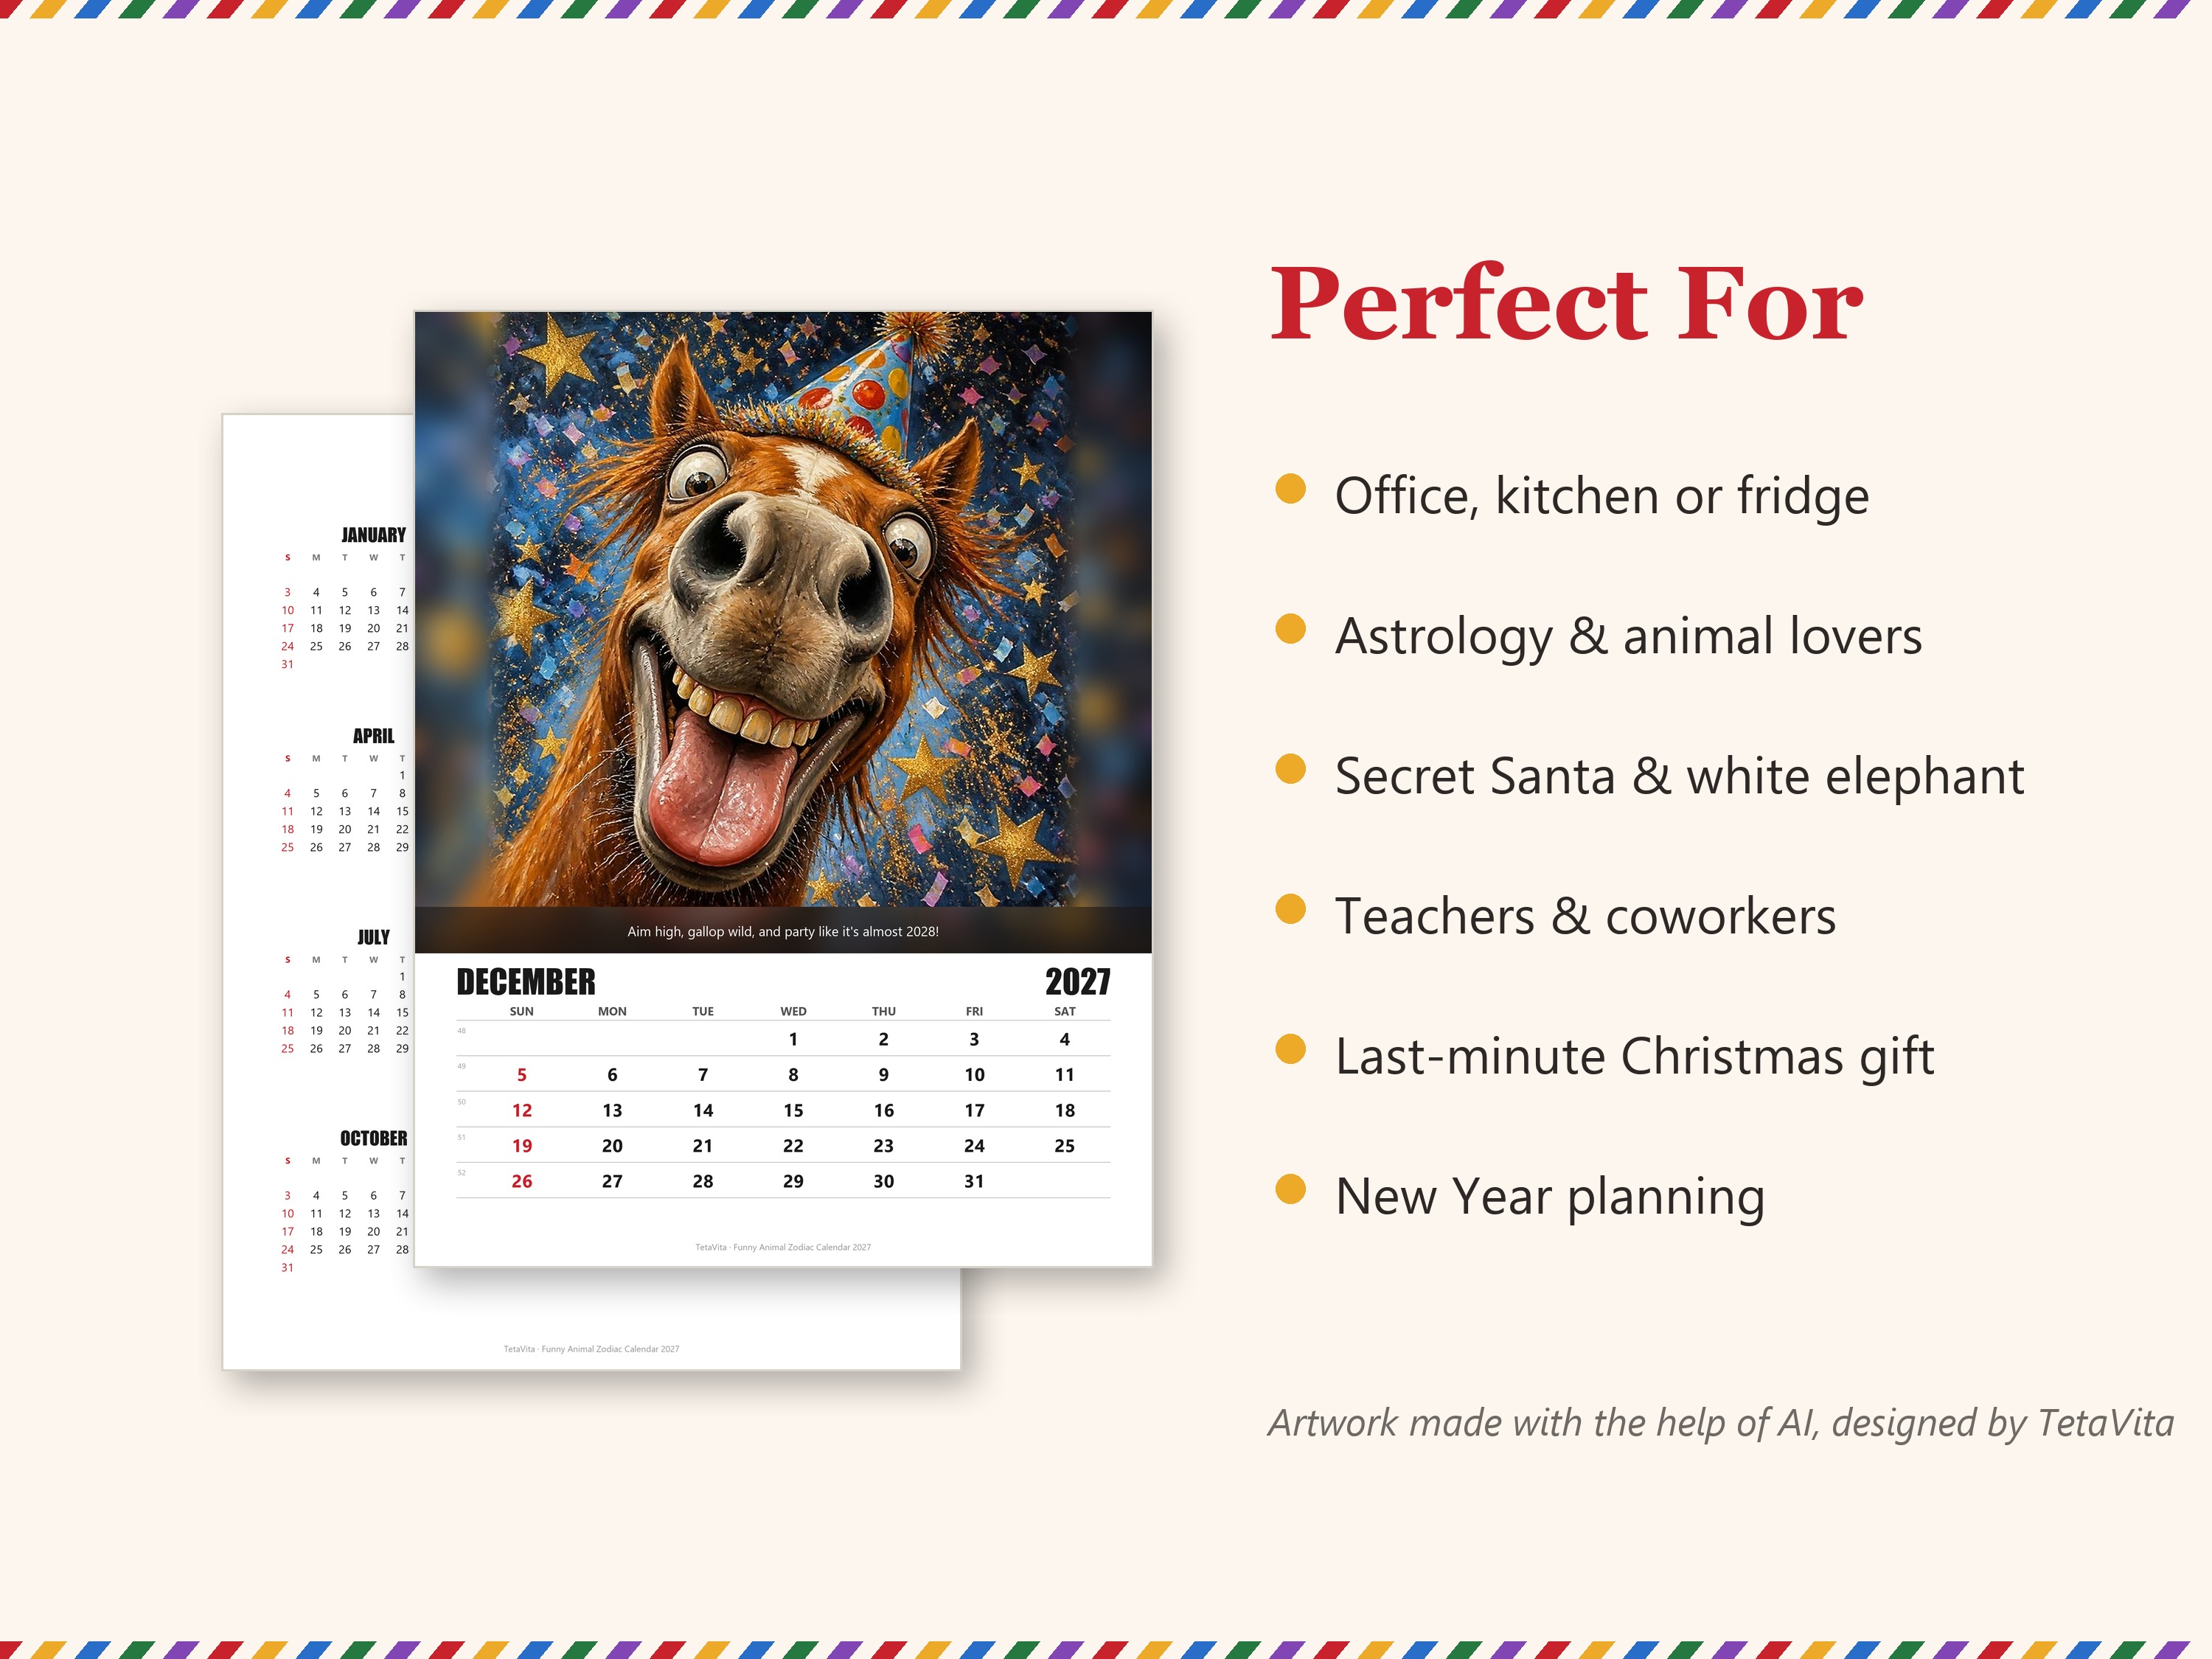 Perfect For
Office, kitchen or fridge
Astrology & animal lovers
Secret Santa & white elephant
Teachers & coworkers
Last-minute Christmas gift
New Year planning
Artwork made with the help of AI, designed by TetaVita
Aim high, gallop wild, and party like it's almost 2028!
DECEMBER 2027
SUN MON TUE WED THU FRI SAT
48 1 2 3 4
49 5 6 7 8 9 10 11
50 12 13 14 15 16 17 18
51 19 20 21 22 23 24 25
52 26 27 28 29 30 31
TetaVita · Funny Animal Zodiac Calendar 2027
JANUARY
S M T W T
3 4 5 6 7
10 11 12 13 14
17 18 19 20 21
24 25 26 27 28
31
APRIL
S M T W T
1
4 5 6 7 8
11 12 13 14 15
18 19 20 21 22
25 26 27 28 29
JULY
S M T W T
1
4 5 6 7 8
11 12 13 14 15
18 19 20 21 22
25 26 27 28 29
OCTOBER
S M T W T
3 4 5 6 7
10 11 12 13 14
17 18 19 20 21
24 25 26 27 28
31
TetaVita · Funny Animal Zodiac Calendar 2027